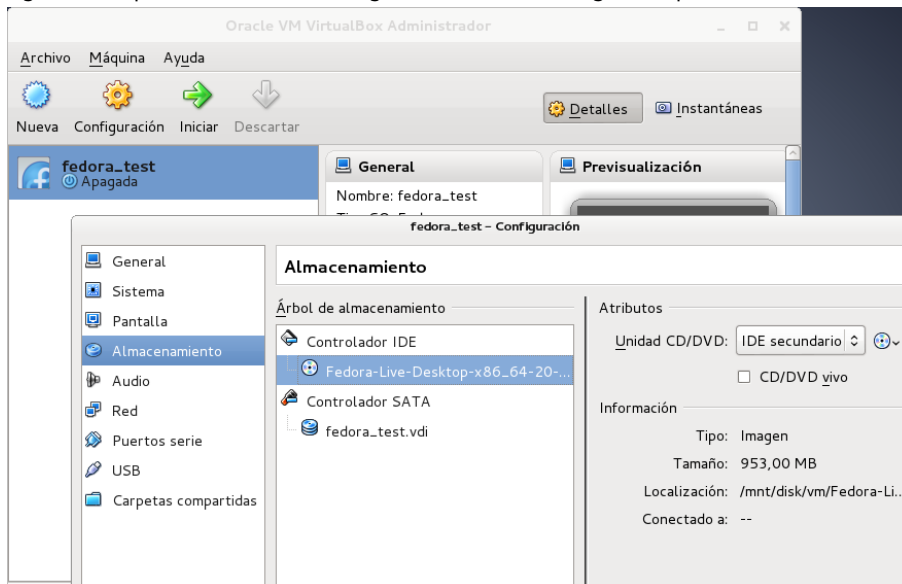 Oracle VM VirtualBox Administrador
Archivo Máquina Ayuda
Nueva Configuración Iniciar Descartar
Detalles Instantáneas
fedora_test
Apagada
General
Nombre: fedora_test
Previsualización
fedora_test – Configuración
General
Sistema
Pantalla
Almacenamiento
Audio
Red
Puertos serie
USB
Carpetas compartidas
Almacenamiento
Árbol de almacenamiento
Controlador IDE
Fedora-Live-Desktop-x86_64-20-...
Controlador SATA
fedora_test.vdi
Atributos
Unidad CD/DVD: IDE secundario
CD/DVD vivo
Información
Tipo: Imagen
Tamaño: 953,00 MB
Localización: /mnt/disk/vm/Fedora-Li...
Conectado a: --